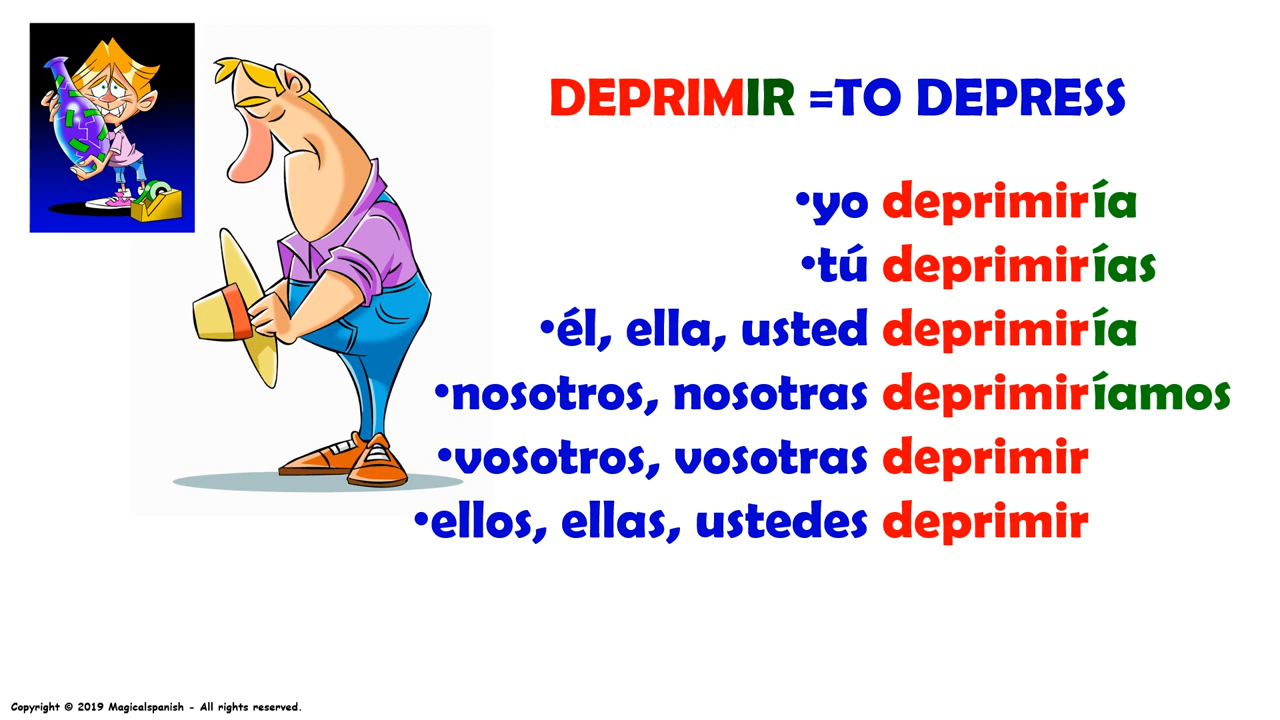 DEPRIMIR =TO DEPRESS
•yo deprimiría
•tú deprimirías
•él, ella, usted deprimiría
•nosotros, nosotras deprimiríamos
•vosotros, vosotras deprimir
•ellos, ellas, ustedes deprimir
Copyright © 2019 Magicalspanish - All rights reserved.